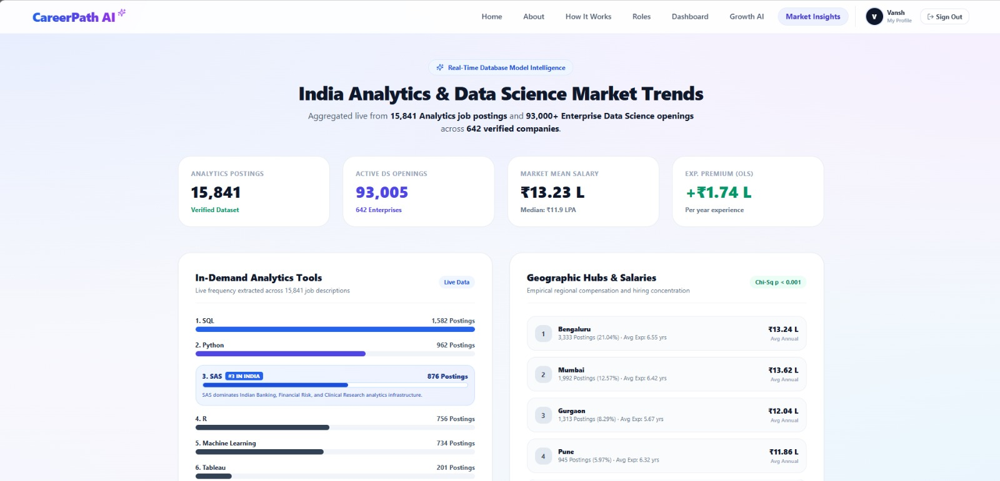 CareerPath AI
Home About How It Works Roles Dashboard Growth AI Market Insights
V
Vansh
My Profile
Sign Out
Real-Time Database Model Intelligence
India Analytics & Data Science Market Trends
Aggregated live from 15,841 Analytics job postings and 93,000+ Enterprise Data Science openings
across 642 verified companies.
ANALYTICS POSTINGS
15,841
Verified Dataset
ACTIVE DS OPENINGS
93,005
642 Enterprises
MARKET MEAN SALARY
₹13.23 L
Median: ₹11.9 LPA
EXP. PREMIUM (OLS)
+₹1.74 L
Per year experience
In-Demand Analytics Tools
Live frequency extracted across 15,841 job descriptions
Live Data
1. SQL 1,582 Postings
2. Python 962 Postings
3. SAS #3 IN INDIA 876 Postings
SAS dominates Indian Banking, Financial Risk, and Clinical Research analytics infrastructure.
4. R 756 Postings
5. Machine Learning 734 Postings
6. Tableau 201 Postings
Geographic Hubs & Salaries
Empirical regional compensation and hiring concentration
Chi-Sq p < 0.001
1
Bengaluru
3,333 Postings (21.04%) · Avg Exp: 6.55 yrs
₹13.24 L
Avg Annual
2
Mumbai
1,992 Postings (12.57%) · Avg Exp: 6.42 yrs
₹13.62 L
Avg Annual
3
Gurgaon
1,313 Postings (8.29%) · Avg Exp: 5.67 yrs
₹12.04 L
Avg Annual
4
Pune
945 Postings (5.97%) · Avg Exp: 6.32 yrs
₹11.86 L
Avg Annual